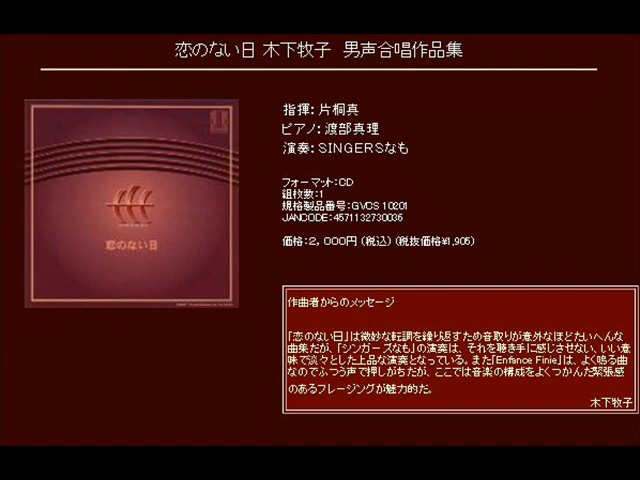 恋のない日 木下牧子 男声合唱作品集
指揮：片桐真
ピアノ：渡部真理
演奏：SINGERSなも
フォーマット：CD
組枚数：1
規格製品番号：GVCS 10201
JANCODE：4571132730036
価格：2，000円 （税込） （税抜価格¥1,905）
恋のない日
作曲者からのメッセージ
「恋のない日」は微妙な転調を繰り返すため音取りが意外なほどたいへんな
曲集だが、「シンガーズなも」の演奏は、それを聴き手に感じさせない、いい意
味で淡々とした上品な演奏となっている。また「Enfance Finie」は、よく鳴る曲
なのでふつう声で押しがちだが、ここでは音楽の構成をよくつかんだ緊張感
のあるフレージングが魅力的だ。
木下牧子